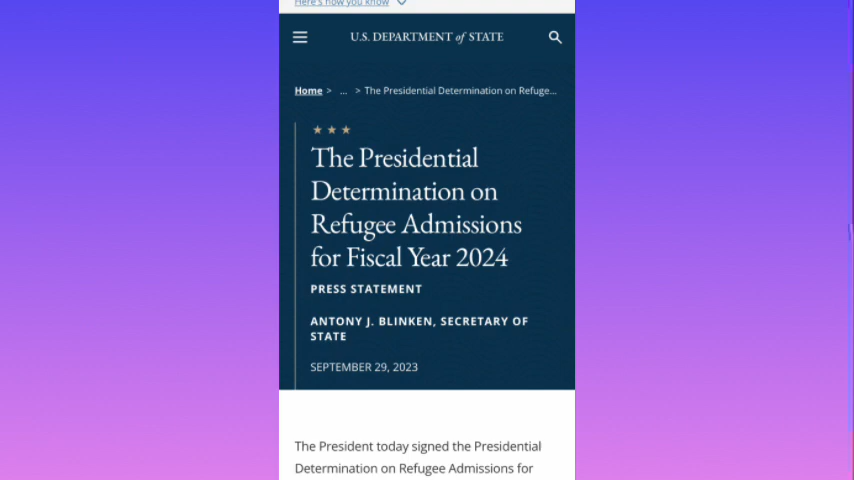 Here's how you know
U.S. DEPARTMENT of STATE
Home > ... > The Presidential Determination on Refuge...
The Presidential
Determination on
Refugee Admissions
for Fiscal Year 2024
PRESS STATEMENT
ANTONY J. BLINKEN, SECRETARY OF
STATE
SEPTEMBER 29, 2023
The President today signed the Presidential
Determination on Refugee Admissions for